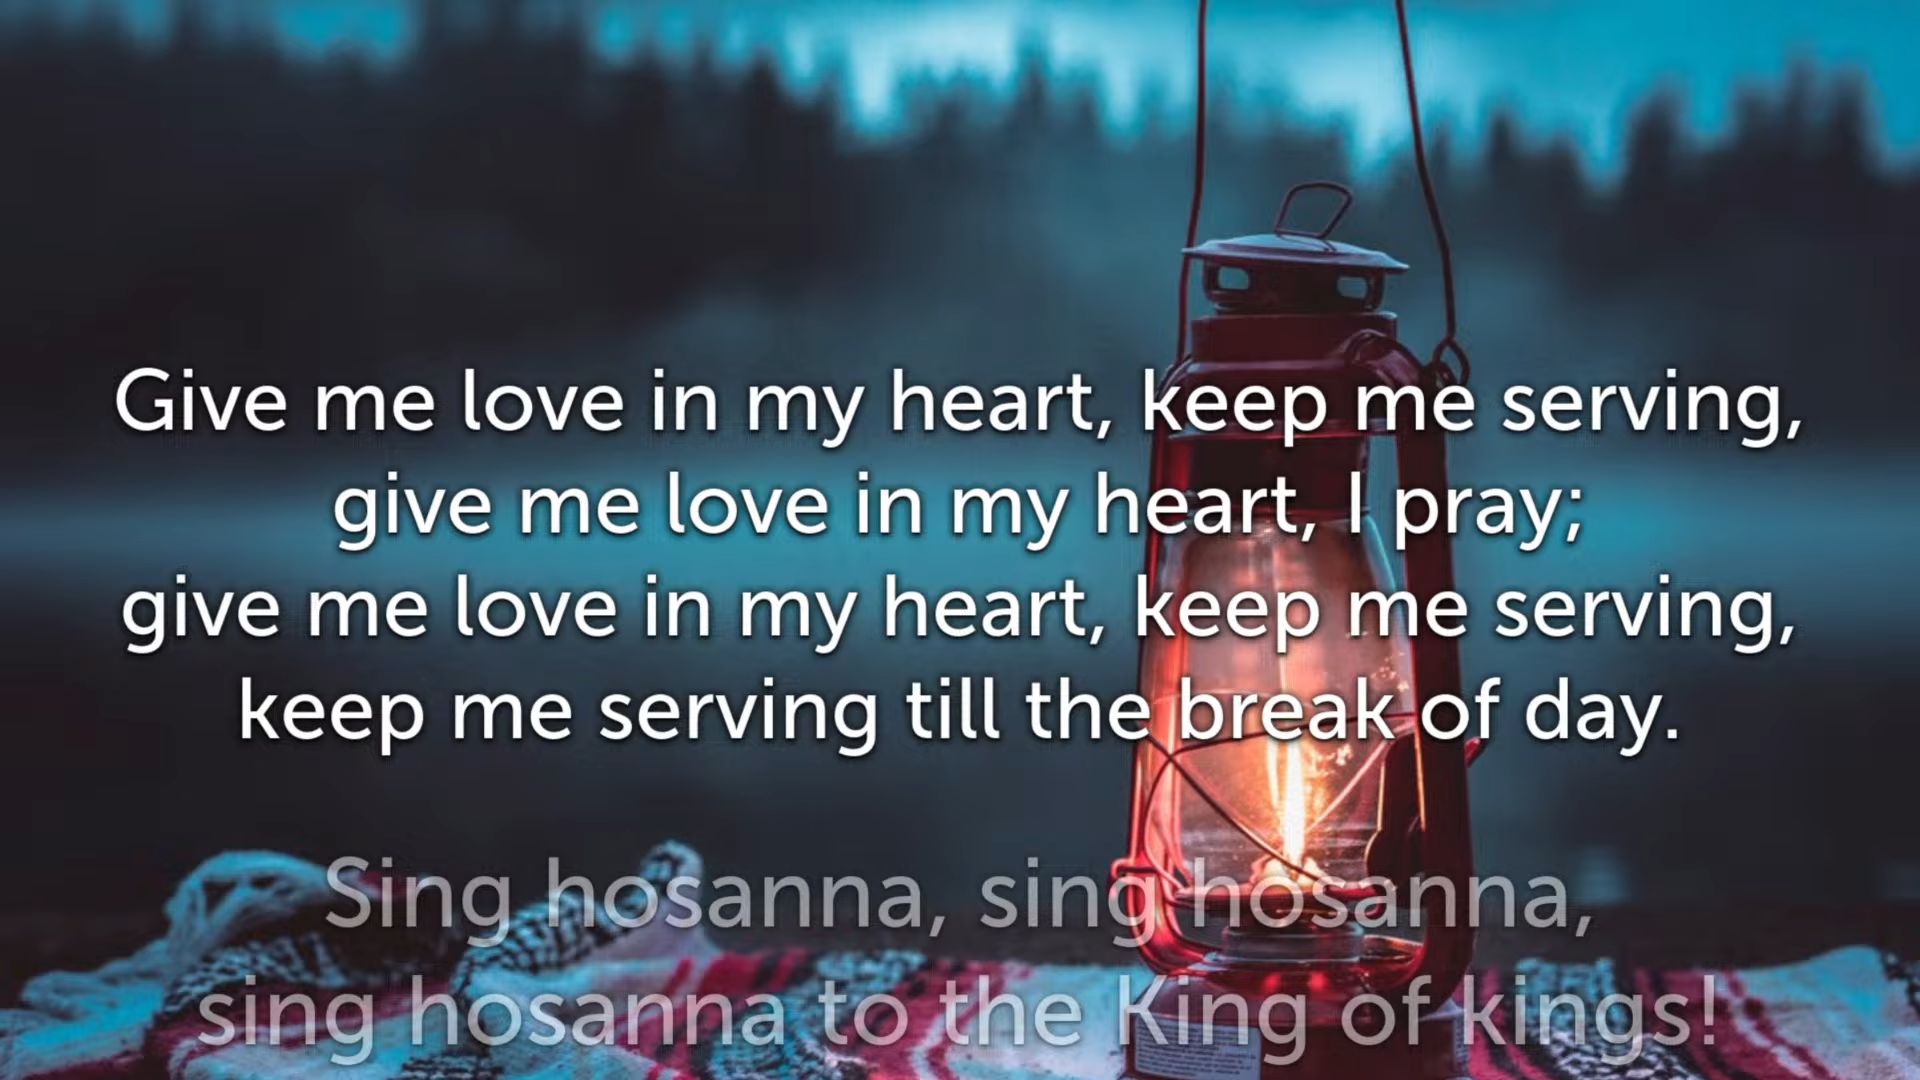 Give me love in my heart, keep me serving,
give me love in my heart, I pray;
give me love in my heart, keep me serving,
keep me serving till the break of day.
Sing hosanna, sing hosanna,
sing hosanna to the King of kings!